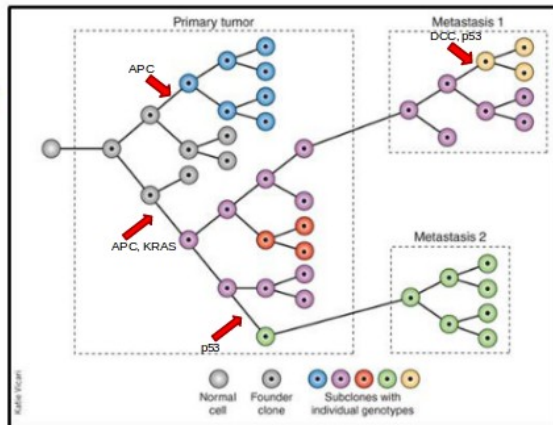 Primary tumor
Metastasis 1
DCC, p53
APC
APC, KRAS
Metastasis 2
p53
Normal
cell
Founder
clone
Subclones with
individual genotypes
Katie Vicari